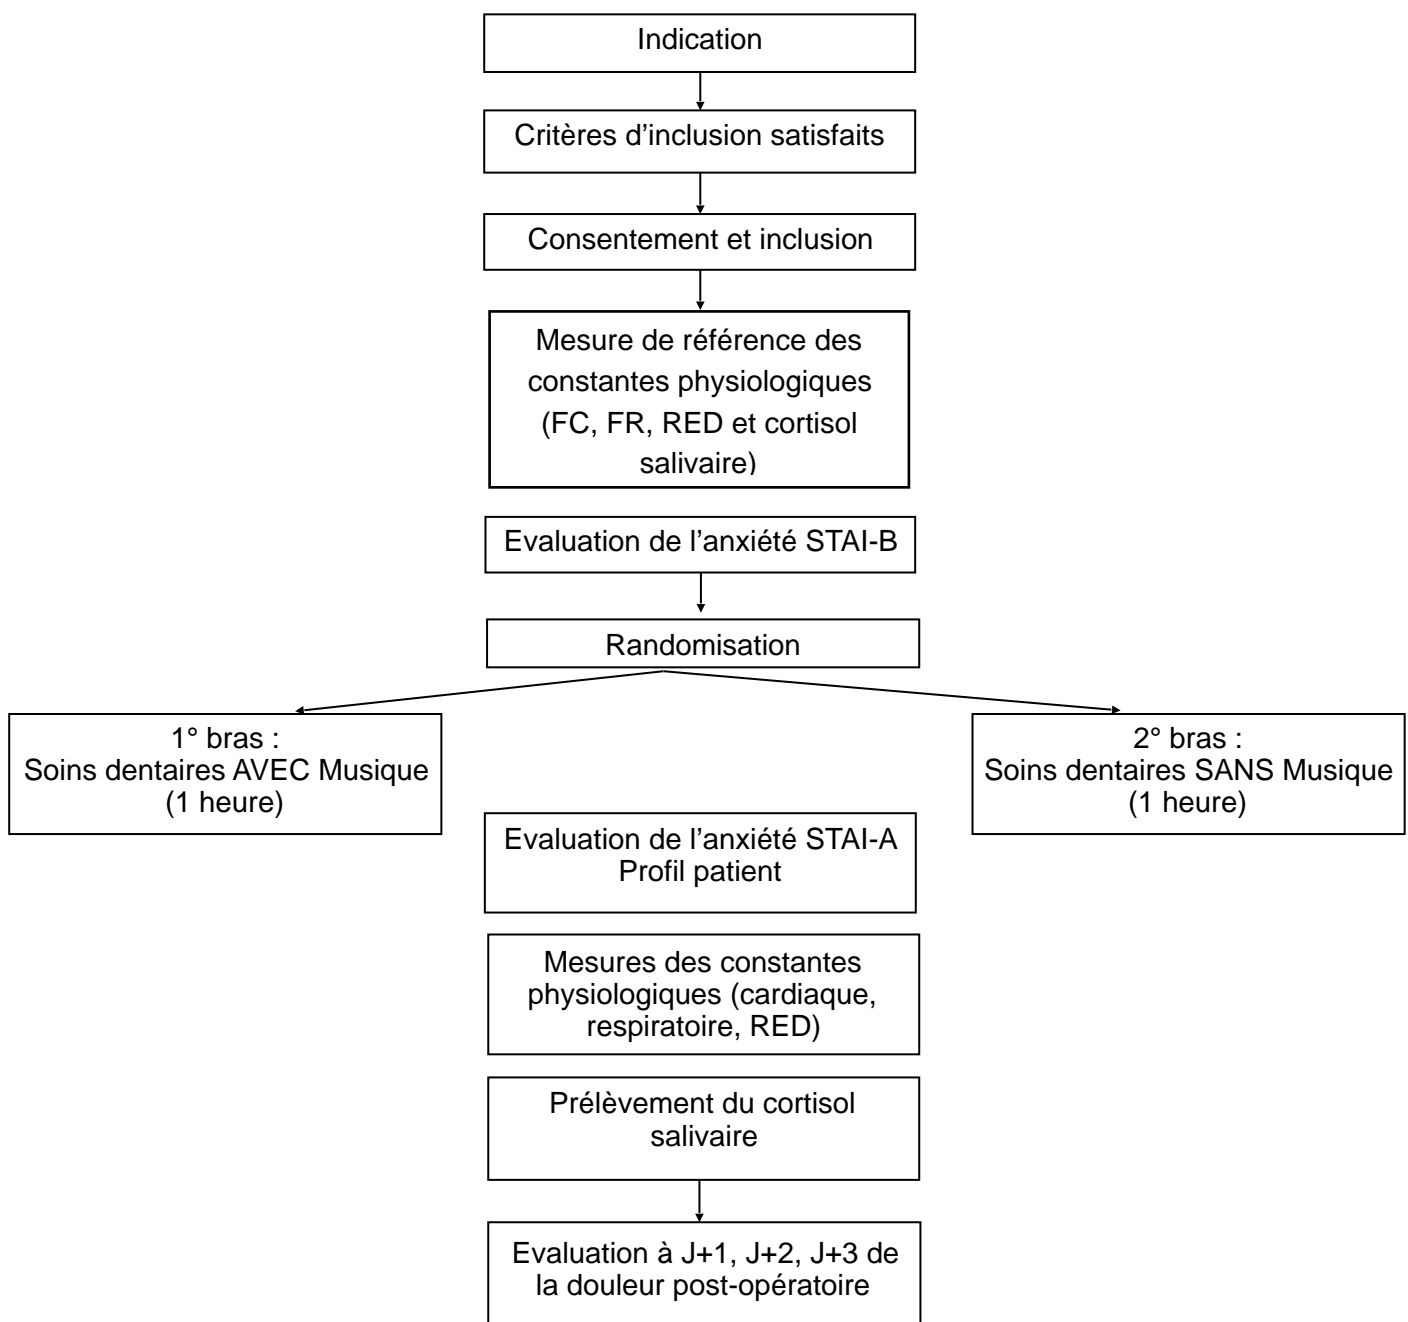 Indication
Critères d’inclusion satisfaits
Consentement et inclusion
Mesure de référence des
constantes physiologiques
(FC, FR, RED et cortisol
salivaire)
Evaluation de l’anxiété STAI-B
Randomisation
1° bras :
Soins dentaires AVEC Musique
(1 heure)
2° bras :
Soins dentaires SANS Musique
(1 heure)
Evaluation de l’anxiété STAI-A
Profil patient
Mesures des constantes
physiologiques (cardiaque,
respiratoire, RED)
Prélèvement du cortisol
salivaire
Evaluation à J+1, J+2, J+3 de
la douleur post-opératoire